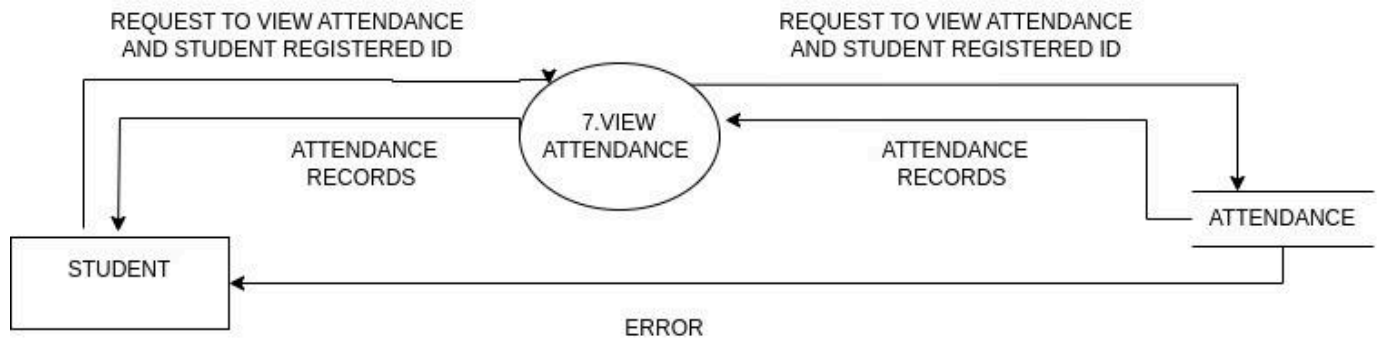 REQUEST TO VIEW ATTENDANCE
AND STUDENT REGISTERED ID
REQUEST TO VIEW ATTENDANCE
AND STUDENT REGISTERED ID
7.VIEW
ATTENDANCE
ATTENDANCE
RECORDS
ATTENDANCE
RECORDS
ATTENDANCE
STUDENT
ERROR